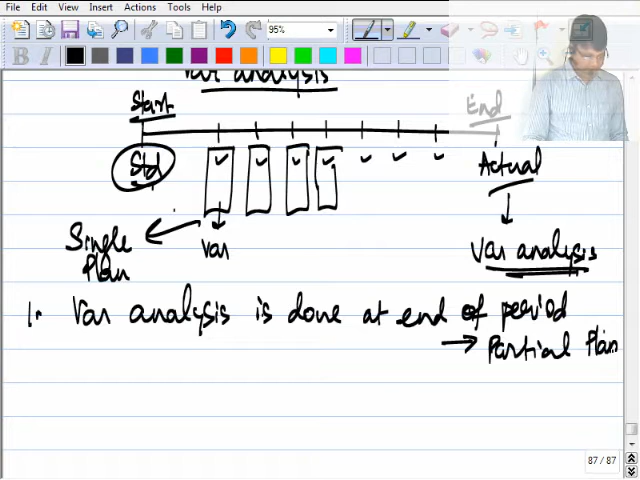 File Edit View Insert Actions Tools Help
95%
Var analysis
Start
End
Std
Actual
Single Plan
Var
Var analysis
1. Var analysis is done at end of period
→ Partial Plan
87 / 87